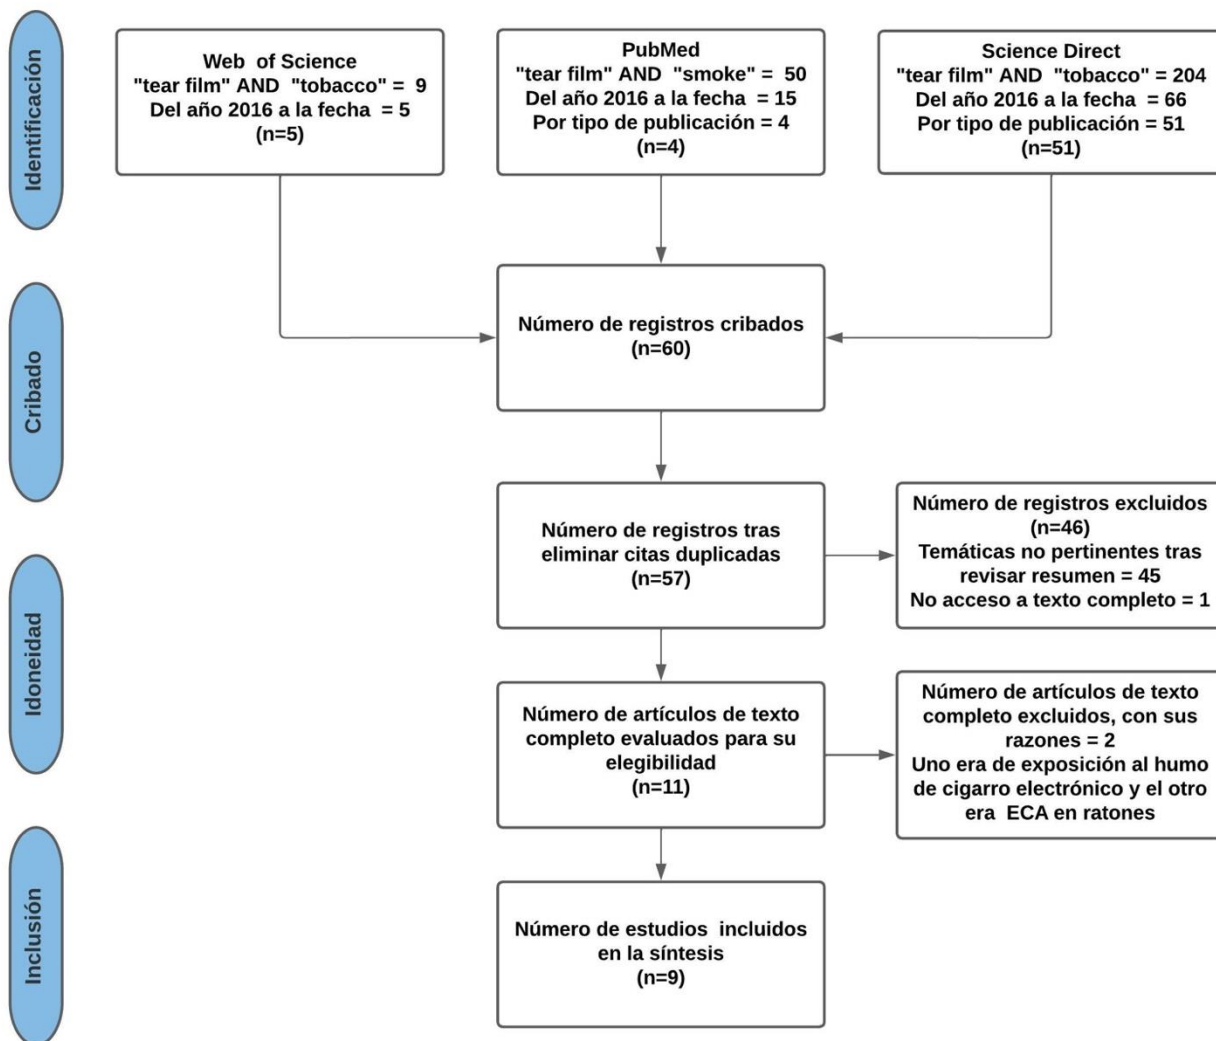 Identificación
Web of Science
"tear film" AND "tobacco" = 9
Del año 2016 a la fecha = 5
(n=5)
PubMed
"tear film" AND "smoke" = 50
Del año 2016 a la fecha = 15
Por tipo de publicación = 4
(n=4)
Science Direct
"tear film" AND "tobacco" = 204
Del año 2016 a la fecha = 66
Por tipo de publicación = 51
(n=51)
Cribado
Número de registros cribados
(n=60)
Número de registros tras
eliminar citas duplicadas
(n=57)
Número de registros excluidos
(n=46)
Temáticas no pertinentes tras
revisar resumen = 45
No acceso a texto completo = 1
Idoneidad
Número de artículos de texto
completo evaluados para su
elegibilidad
(n=11)
Número de artículos de texto
completo excluidos, con sus
razones = 2
Uno era de exposición al humo
de cigarro electrónico y el otro
era ECA en ratones
Inclusión
Número de estudios incluidos
en la síntesis
(n=9)